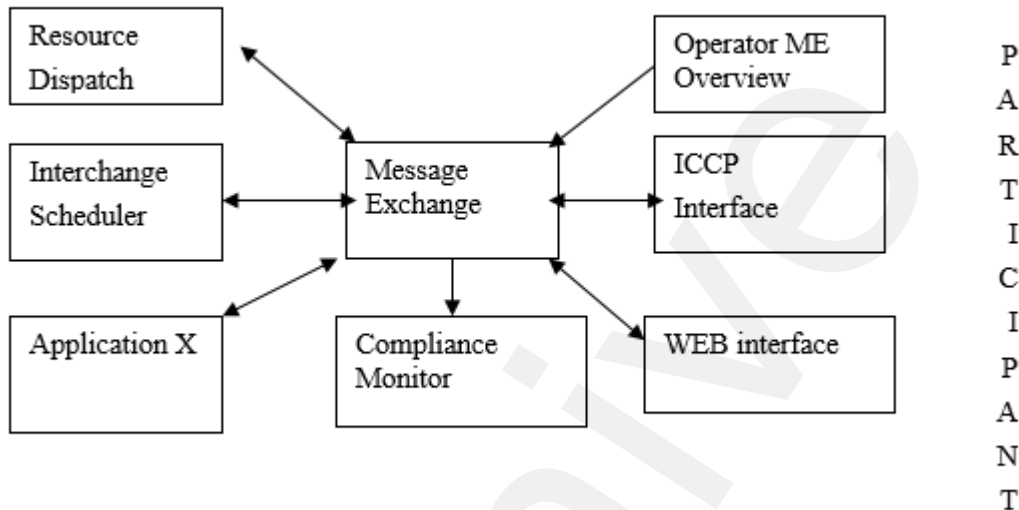 Resource
Dispatch
Operator ME
Overview
Interchange
Scheduler
Message
Exchange
ICCP
Interface
Application X
Compliance
Monitor
WEB interface
P
A
R
T
I
C
I
P
A
N
T